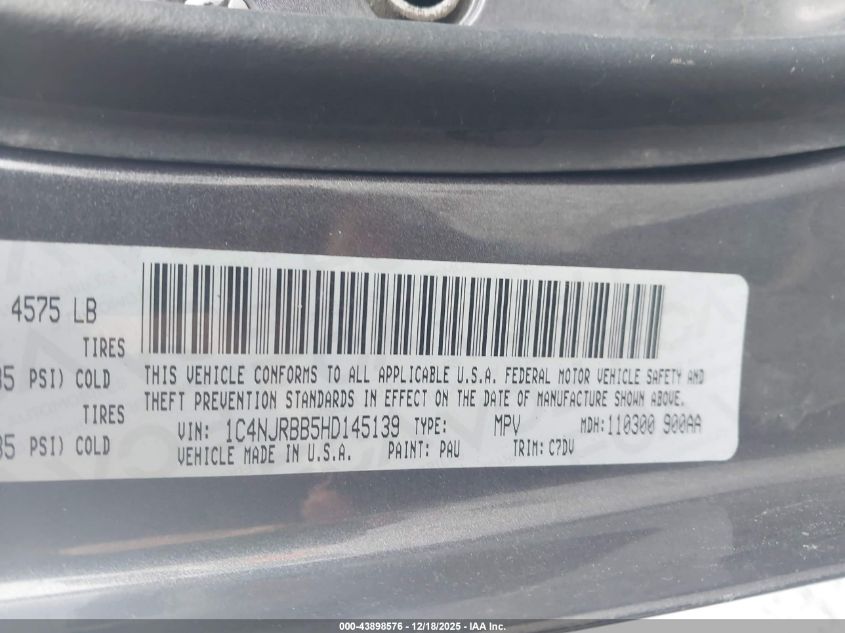 4575 LB
TIRES
35 PSI) COLD
TIRES
35 PSI) COLD
THIS VEHICLE CONFORMS TO ALL APPLICABLE U.S.A. FEDERAL MOTOR VEHICLE SAFETY AND
THEFT PREVENTION STANDARDS IN EFFECT ON THE DATE OF MANUFACTURE SHOWN ABOVE.
VIN: 1C4NJRBB5HD145139 TYPE: MPV MDH: 110300 900AA
VEHICLE MADE IN U.S.A. PAINT: PAU TRIM: C7DV
000-43898576 - 12/18/2025 - IAA Inc.